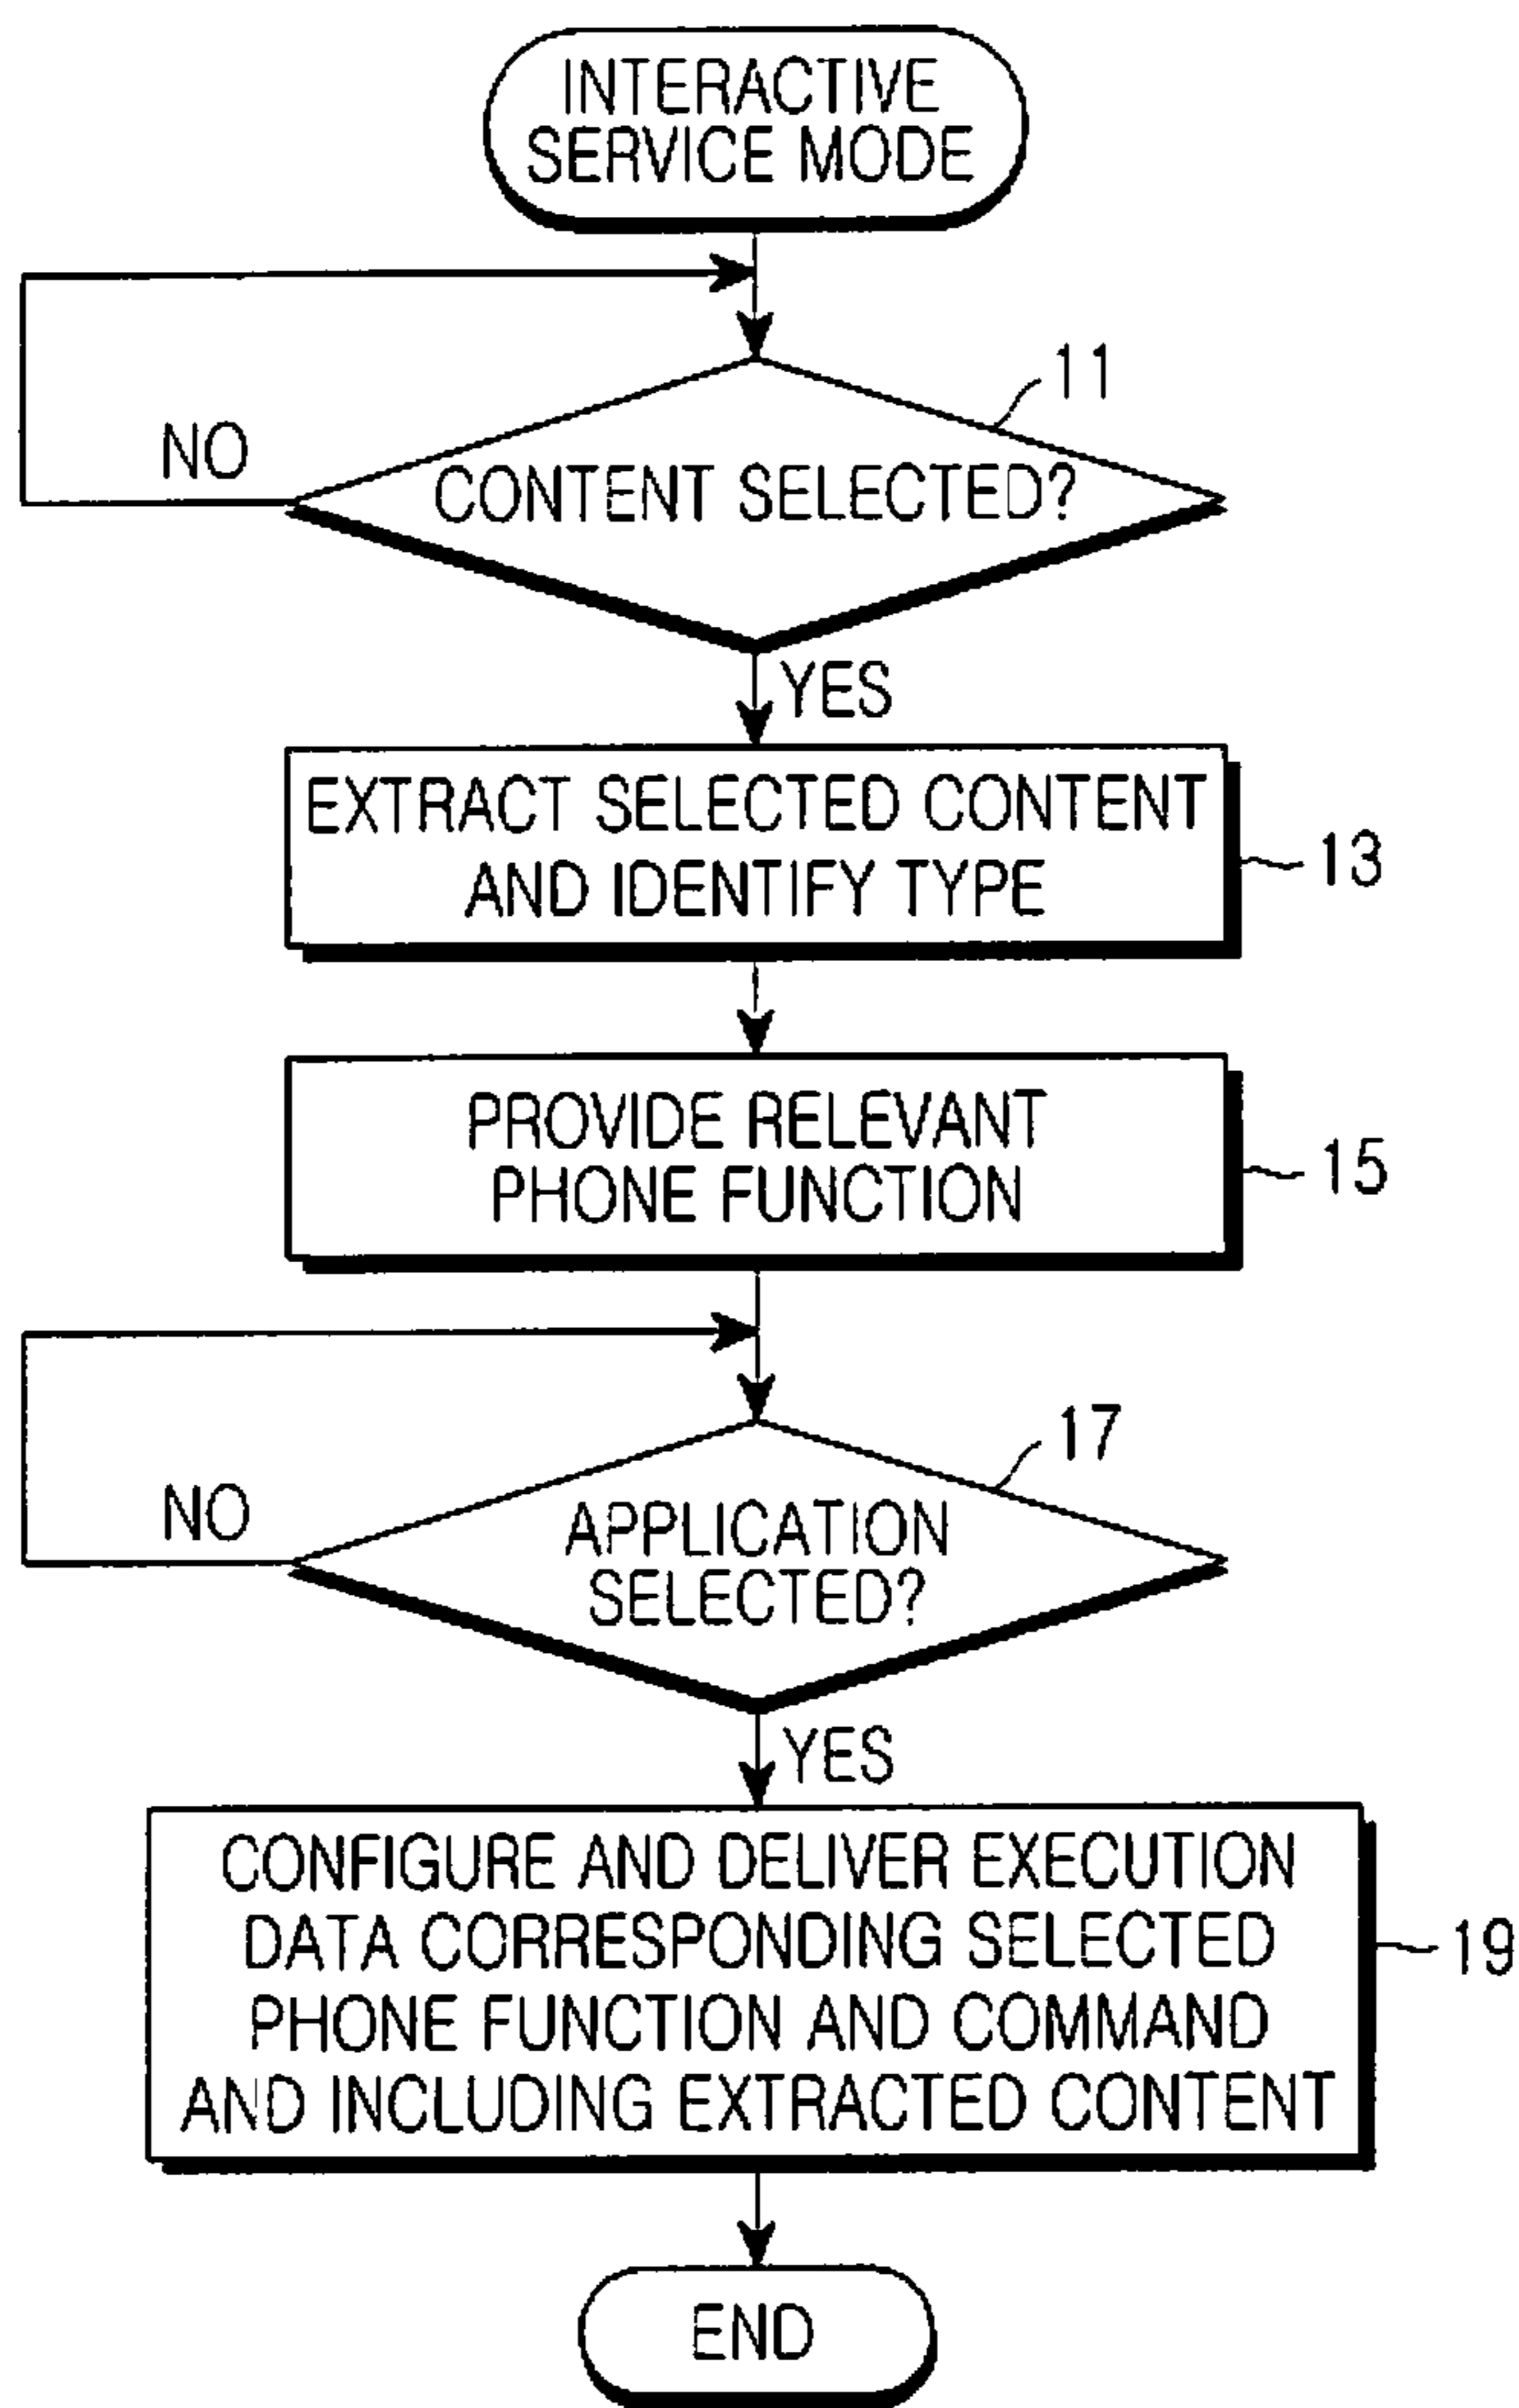 INTERACTIVE
SERVICE MODE
11
NO
CONTENT SELECTED?
YES
EXTRACT SELECTED CONTENT
AND IDENTIFY TYPE
13
PROVIDE RELEVANT
PHONE FUNCTION
15
17
NO
APPLICATION
SELECTED?
YES
CONFIGURE AND DELIVER EXECUTION
DATA CORRESPONDING SELECTED
PHONE FUNCTION AND COMMAND
AND INCLUDING EXTRACTED CONTENT
19
END